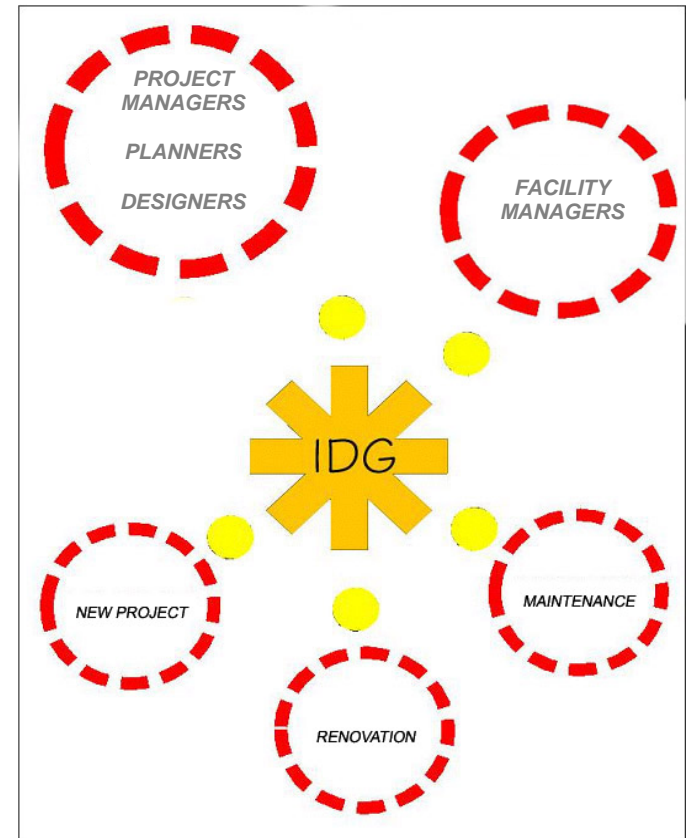 PROJECT
MANAGERS
PLANNERS
DESIGNERS
FACILITY
MANAGERS
IDG
NEW PROJECT
MAINTENANCE
RENOVATION